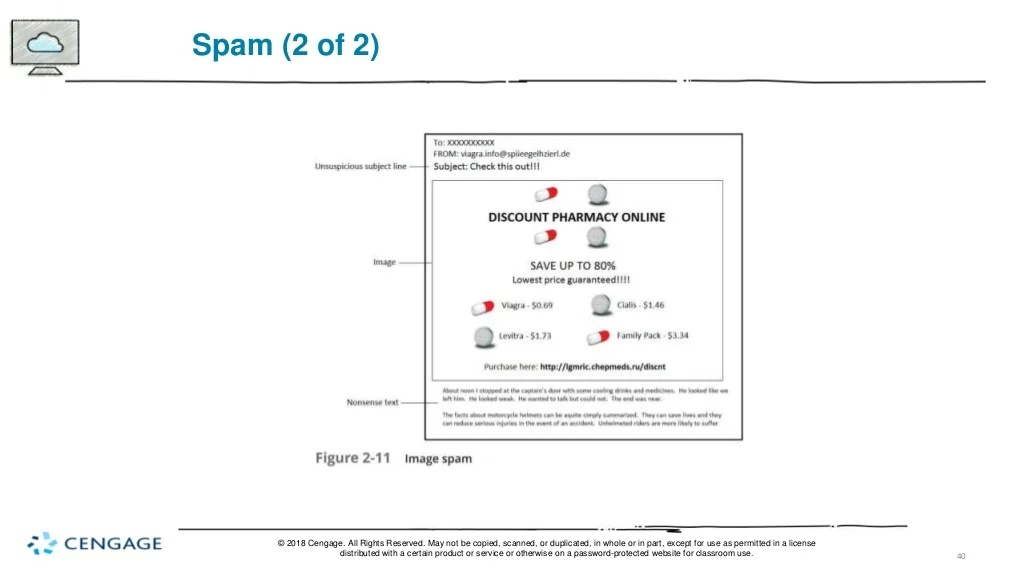 Spam (2 of 2)
To: XXXXXXXXXX
FROM: viagra.info@spiieegelhzierl.de
Unsuspicious subject line
Subject: Check this out!!!
DISCOUNT PHARMACY ONLINE
Image
SAVE UP TO 80%
Lowest price guaranteed!!!!
Viagra - $0.69
Cialis - $1.46
Levitra - $1.73
Family Pack - $3.34
Purchase here: http://lgmric.chepmeds.ru/discnt
About noon I stopped at the captain's door with some cooling drinks and medicines. He looked like we
left him. He looked weak. He wanted to talk but could not. The end was near.
Nonsense text
The facts about motorcycle helmets can be aquite simply summarized. They can save lives and they
can reduce serious injuries in the event of an accident. Unhelmeted riders are more likely to suffer
Figure 2-11 Image spam
CENGAGE
© 2018 Cengage. All Rights Reserved. May not be copied, scanned, or duplicated, in whole or in part, except for use as permitted in a license
distributed with a certain product or service or otherwise on a password-protected website for classroom use.
40